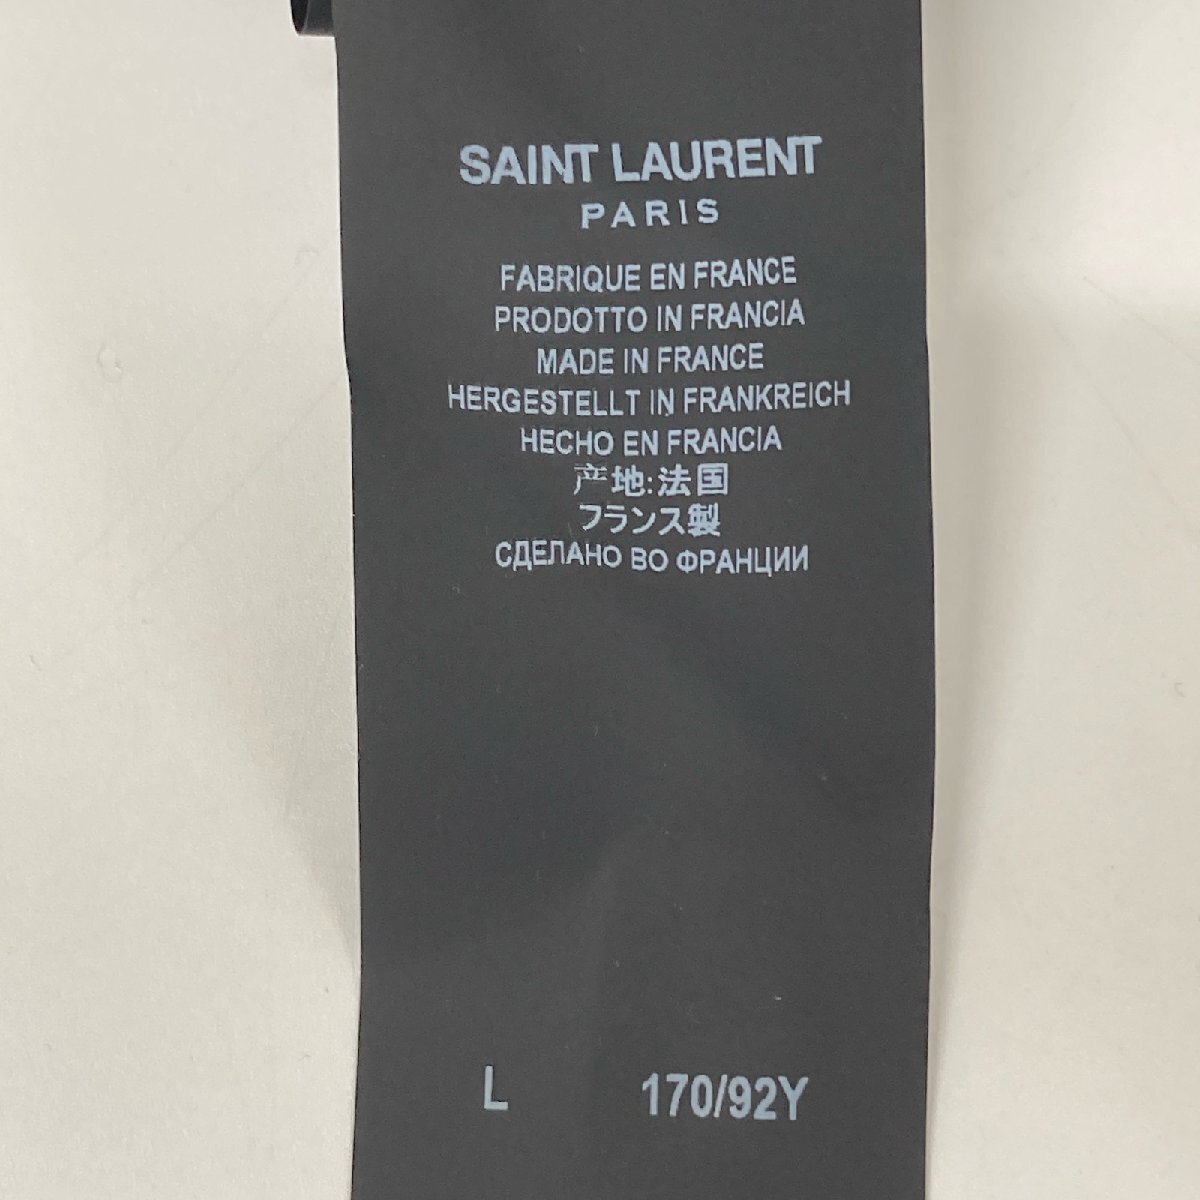 SAINT LAURENT
PARIS
FABRIQUE EN FRANCE
PRODOTTO IN FRANCIA
MADE IN FRANCE
HERGESTELLT IN FRANKREICH
HECHO EN FRANCIA
产地:法国
フランス製
СДЕЛАНО ВО ФРАНЦИИ
L 170/92Y